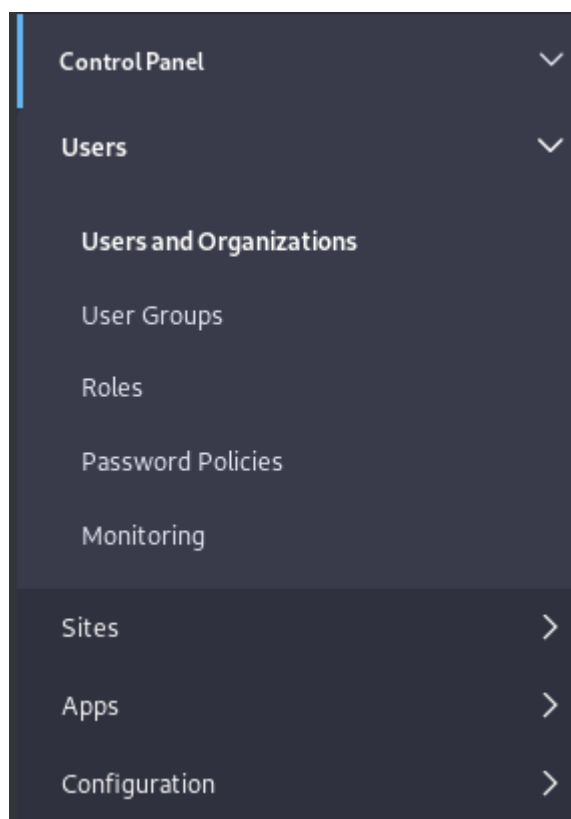 Control Panel
Users
Users and Organizations
User Groups
Roles
Password Policies
Monitoring
Sites
Apps
Configuration